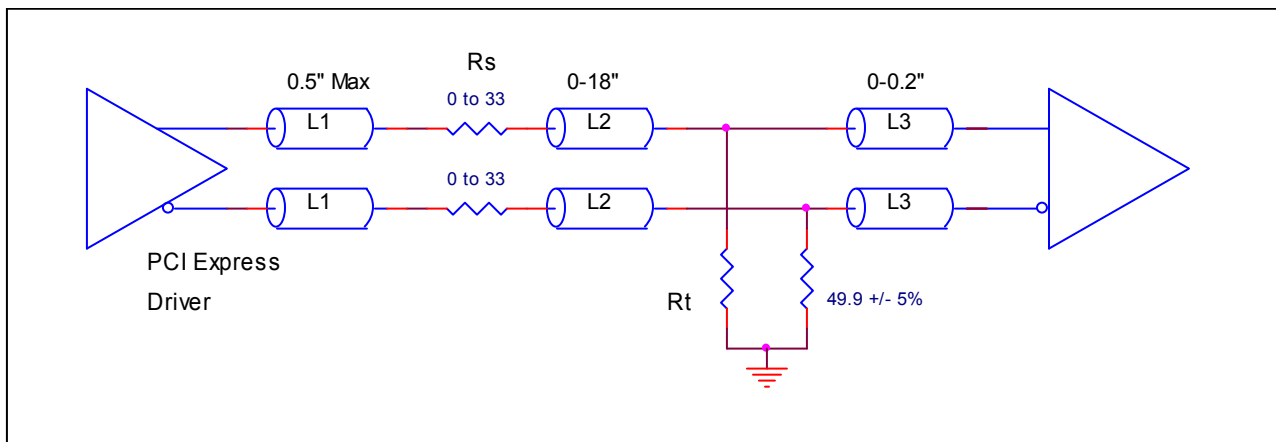 Rs
0.5" Max
0-18"
0-0.2"
0 to 33
L1
L2
L3
0 to 33
L1
L2
L3
PCI Express
Driver
Rt
49.9 +/- 5%